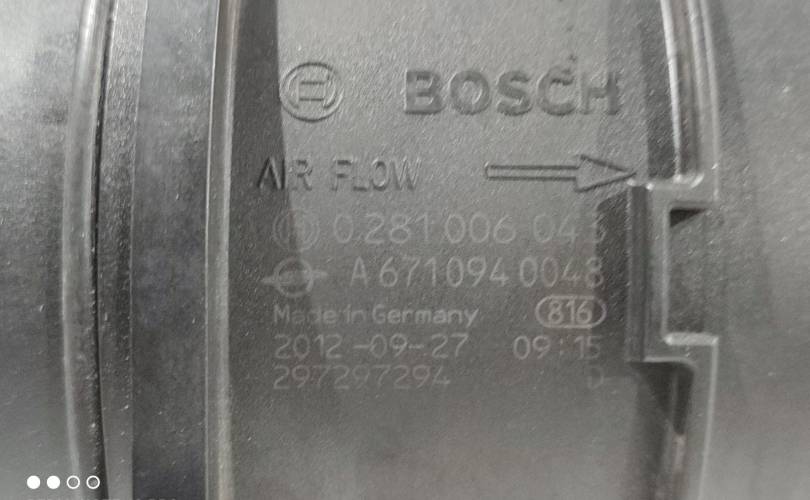 BOSCH
AIR FLOW
0 281 006 043
A 671 094 0048
Made in Germany 816
2012-09-27 09:15
297297294 D